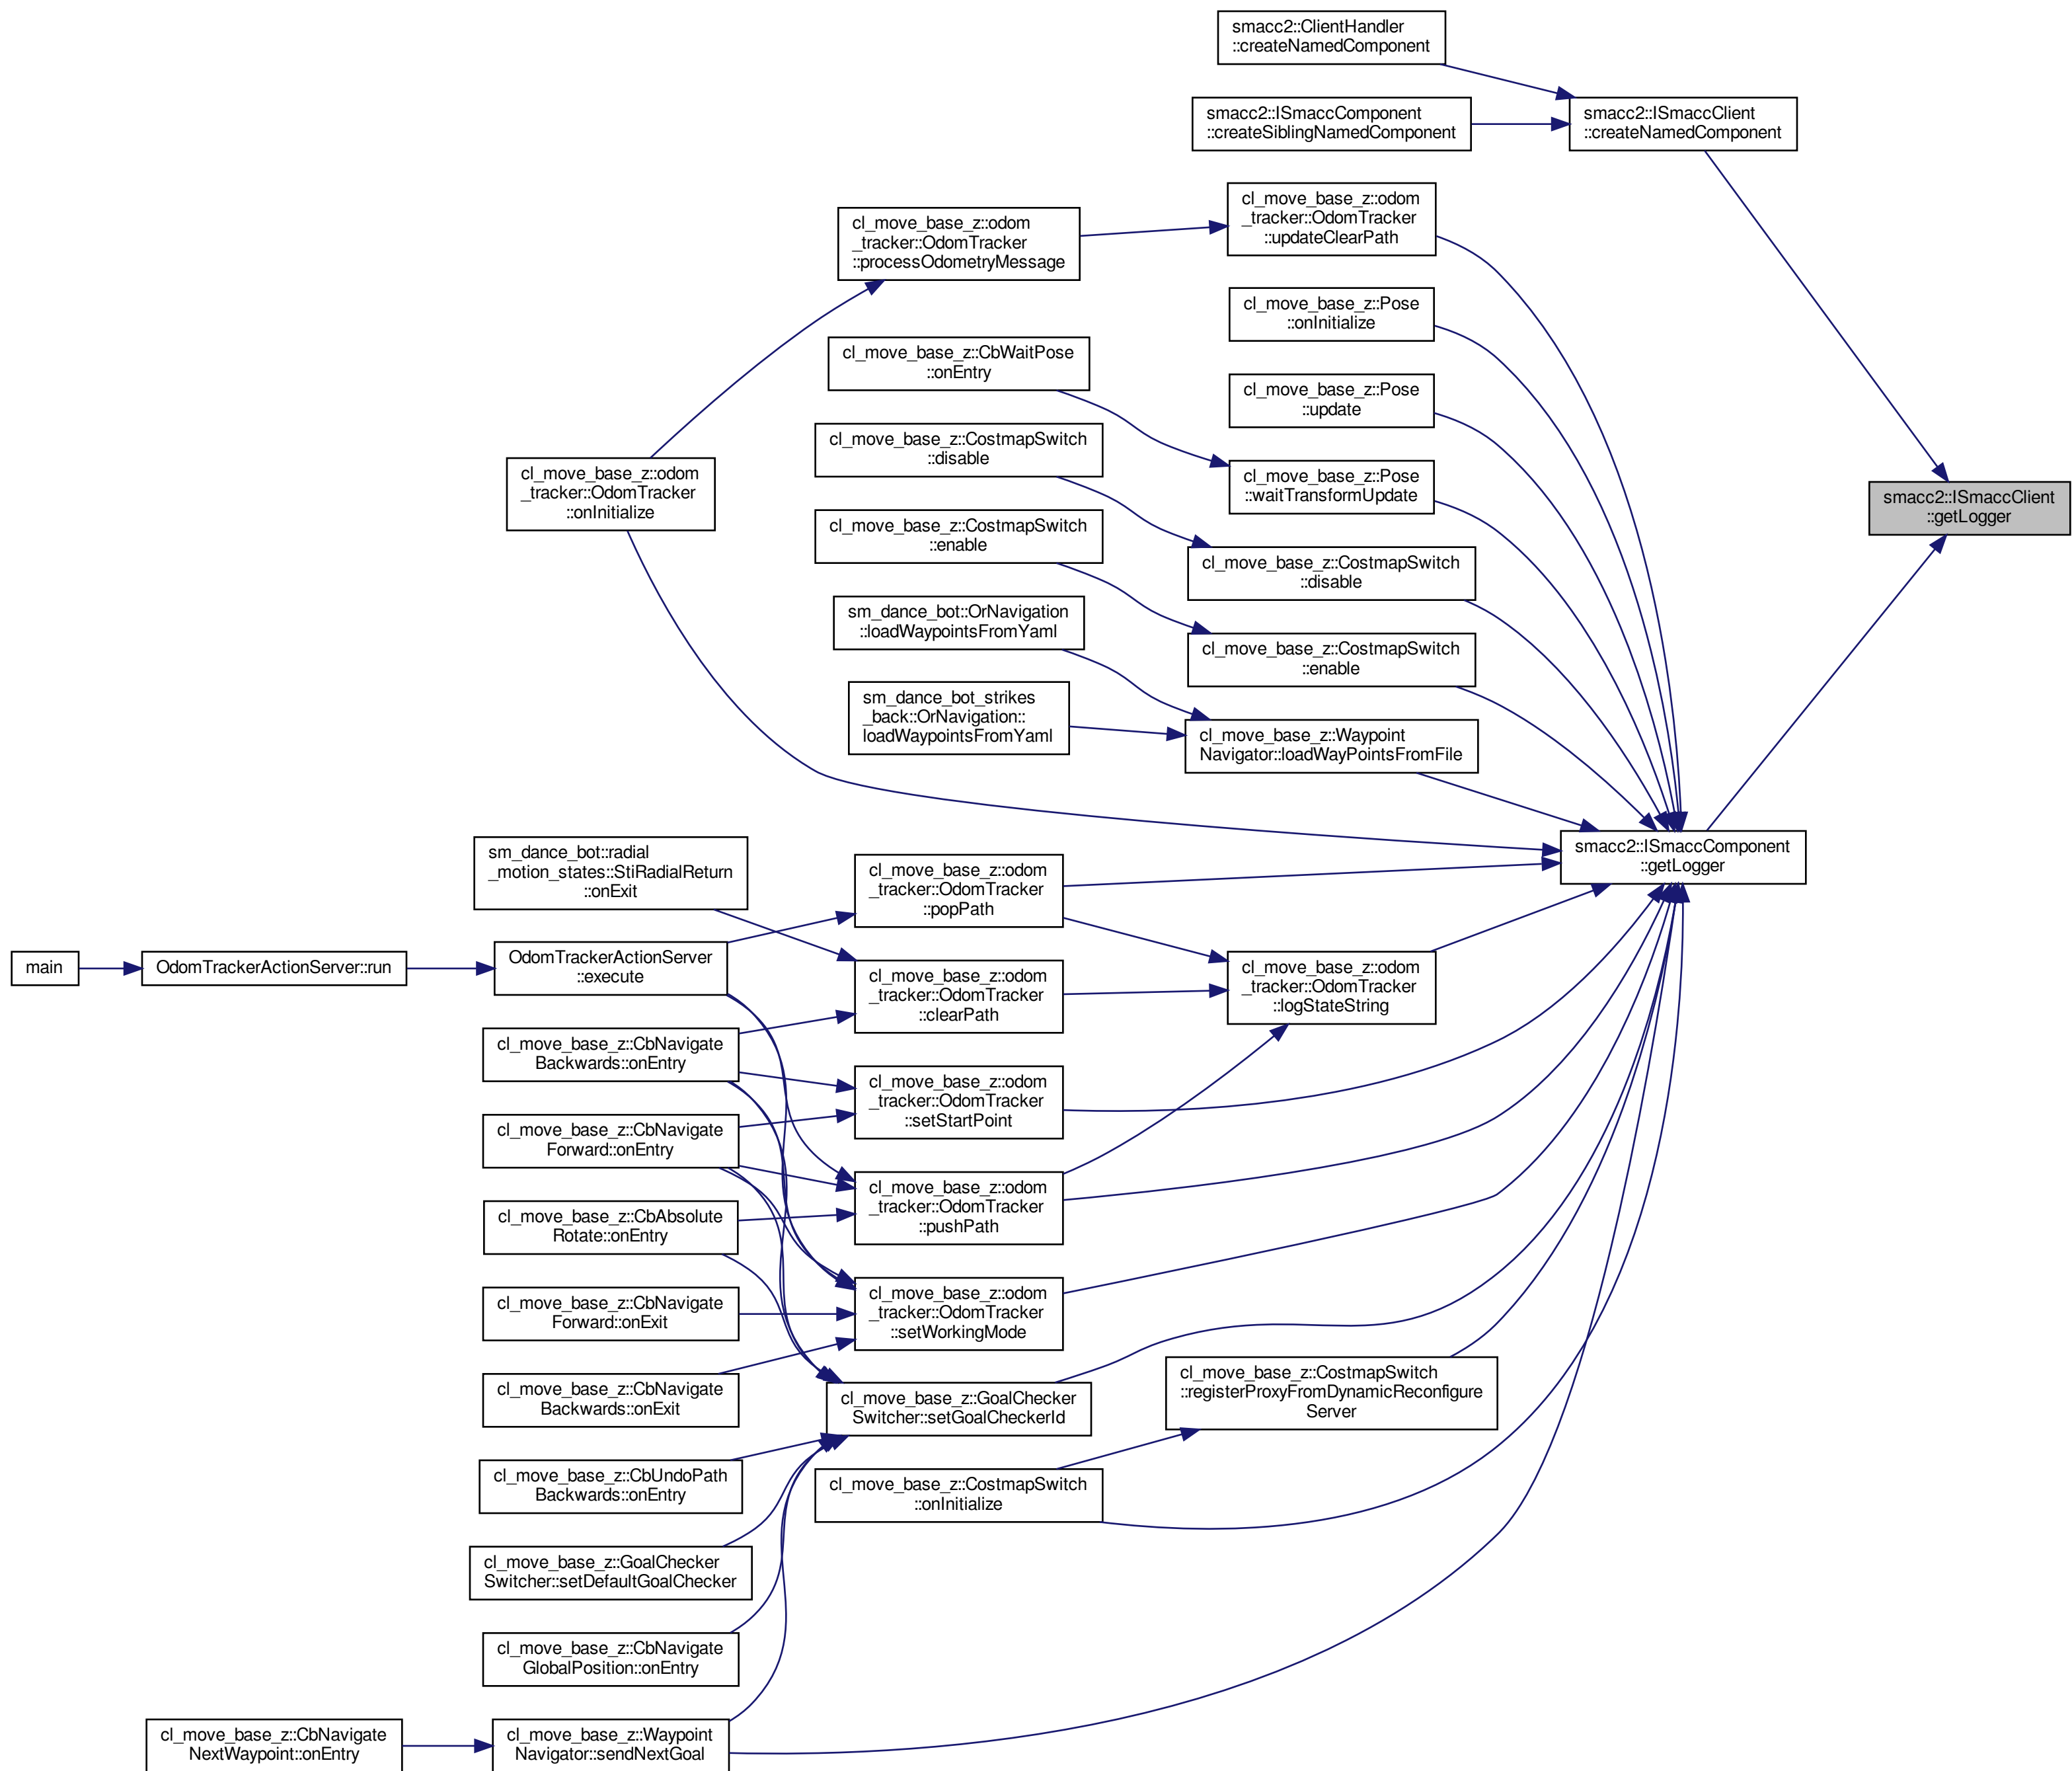 smacc2::ClientHandler
::createNamedComponent
smacc2::ISmaccComponent
::createSiblingNamedComponent
smacc2::ISmaccClient
::createNamedComponent
cl_move_base_z::odom
_tracker::OdomTracker
::updateClearPath
cl_move_base_z::odom
_tracker::OdomTracker
::processOdometryMessage
cl_move_base_z::Pose
::onInitialize
cl_move_base_z::CbWaitPose
::onEntry
cl_move_base_z::Pose
::update
cl_move_base_z::CostmapSwitch
::disable
cl_move_base_z::odom
_tracker::OdomTracker
::onInitialize
cl_move_base_z::Pose
::waitTransformUpdate
smacc2::ISmaccClient
::getLogger
cl_move_base_z::CostmapSwitch
::enable
cl_move_base_z::CostmapSwitch
::disable
sm_dance_bot::OrNavigation
::loadWaypointsFromYaml
cl_move_base_z::CostmapSwitch
::enable
sm_dance_bot_strikes
_back::OrNavigation::
loadWaypointsFromYaml
cl_move_base_z::Waypoint
Navigator::loadWayPointsFromFile
smacc2::ISmaccComponent
::getLogger
sm_dance_bot::radial
_motion_states::StiRadialReturn
::onExit
cl_move_base_z::odom
_tracker::OdomTracker
::popPath
main
OdomTrackerActionServer::run
OdomTrackerActionServer
::execute
cl_move_base_z::odom
_tracker::OdomTracker
::clearPath
cl_move_base_z::odom
_tracker::OdomTracker
::logStateString
cl_move_base_z::CbNavigate
Backwards::onEntry
cl_move_base_z::odom
_tracker::OdomTracker
::setStartPoint
cl_move_base_z::CbNavigate
Forward::onEntry
cl_move_base_z::odom
_tracker::OdomTracker
::pushPath
cl_move_base_z::CbAbsolute
Rotate::onEntry
cl_move_base_z::odom
_tracker::OdomTracker
::setWorkingMode
cl_move_base_z::CbNavigate
Forward::onExit
cl_move_base_z::CbNavigate
Backwards::onExit
cl_move_base_z::GoalChecker
Switcher::setGoalCheckerId
cl_move_base_z::CostmapSwitch
::registerProxyFromDynamicReconfigure
Server
cl_move_base_z::CbUndoPath
Backwards::onEntry
cl_move_base_z::CostmapSwitch
::onInitialize
cl_move_base_z::GoalChecker
Switcher::setDefaultGoalChecker
cl_move_base_z::CbNavigate
GlobalPosition::onEntry
cl_move_base_z::CbNavigate
NextWaypoint::onEntry
cl_move_base_z::Waypoint
Navigator::sendNextGoal